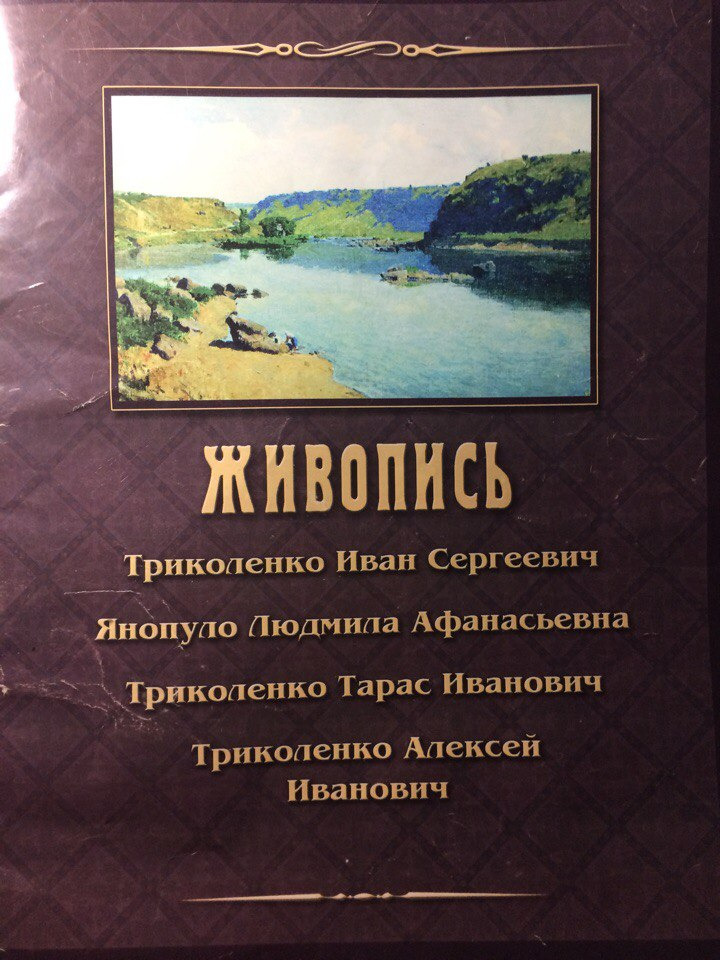 ЖИВОПИСЬ
Триколенко Иван Сергеевич
Янопуло Людмила Афанасьевна
Триколенко Тарас Иванович
Триколенко Алексей
Иванович